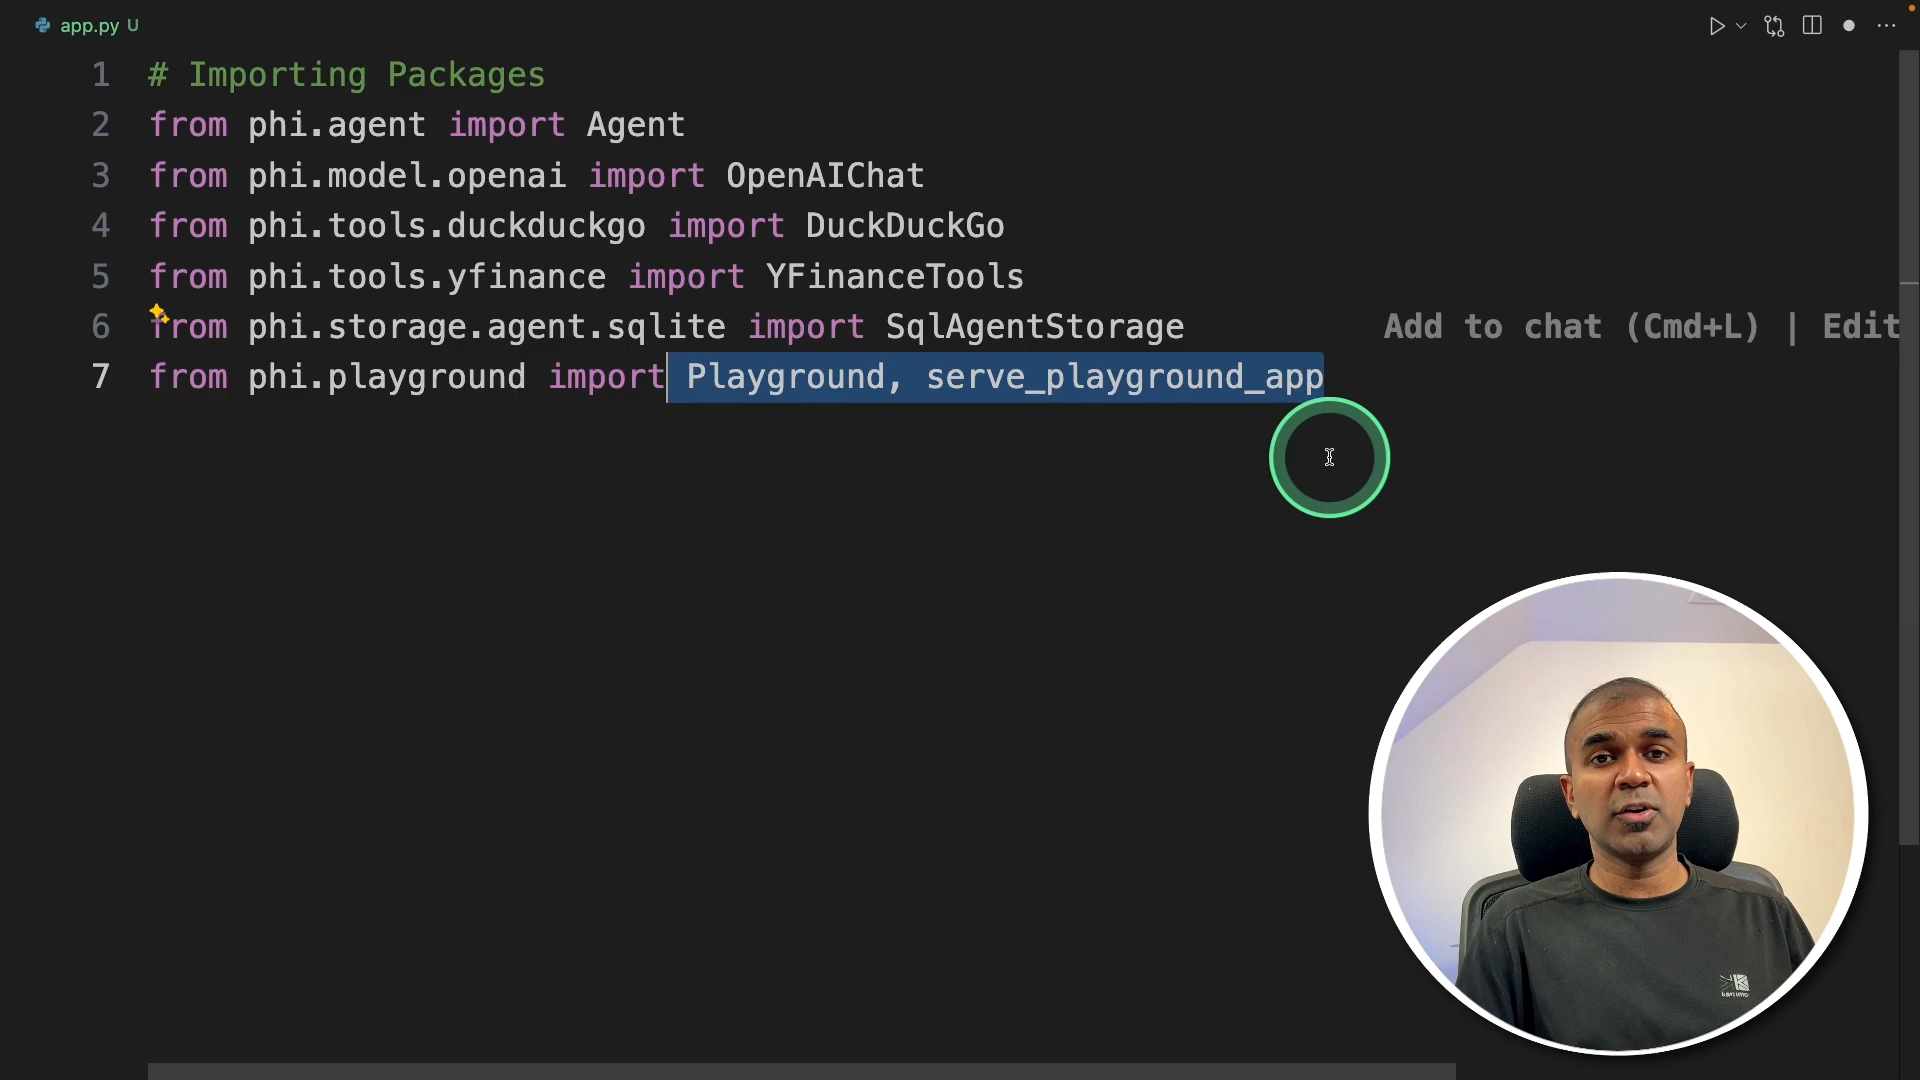 app.py U
1 # Importing Packages
2 from phi.agent import Agent
3 from phi.model.openai import OpenAIChat
4 from phi.tools.duckduckgo import DuckDuckGo
5 from phi.tools.yfinance import YFinanceTools
6 from phi.storage.agent.sqlite import SqlAgentStorage Add to chat (Cmd+L) | Edit
7 from phi.playground import Playground, serve_playground_app